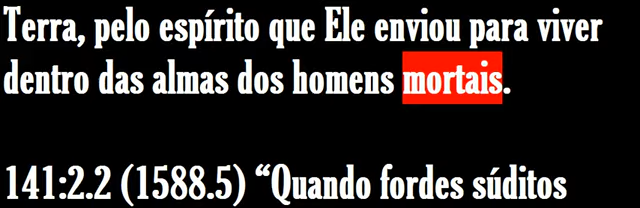 Terra, pelo espírito que Ele enviou para viver
dentro das almas dos homens mortais.
141:2.2 (1588.5) “Quando fordes súditos